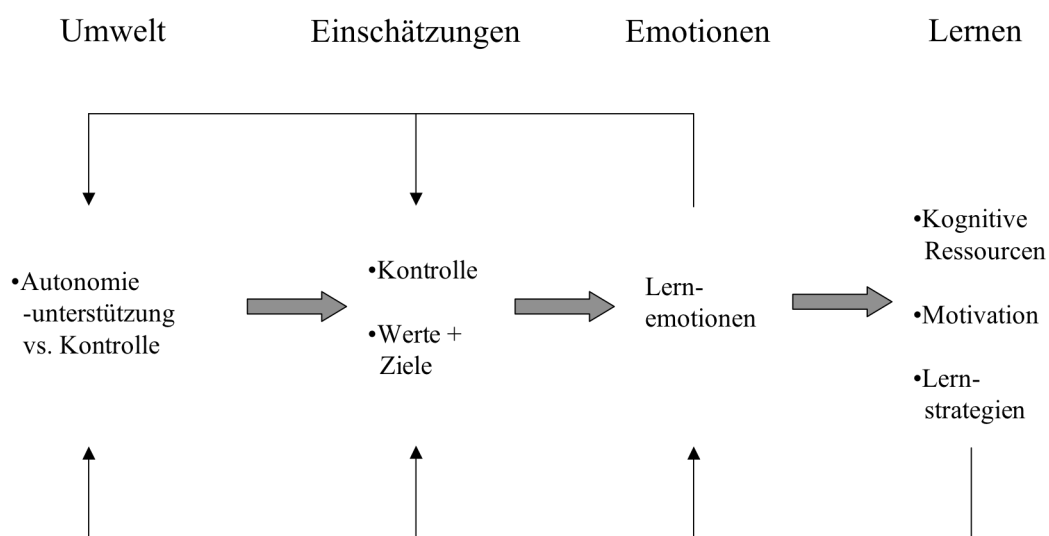 Umwelt
Einschätzungen
Emotionen
Lernen
•Autonomie
-unterstützung
vs. Kontrolle
•Kontrolle
•Werte +
Ziele
Lern-
emotionen
•Kognitive
Ressourcen
•Motivation
•Lern-
strategien